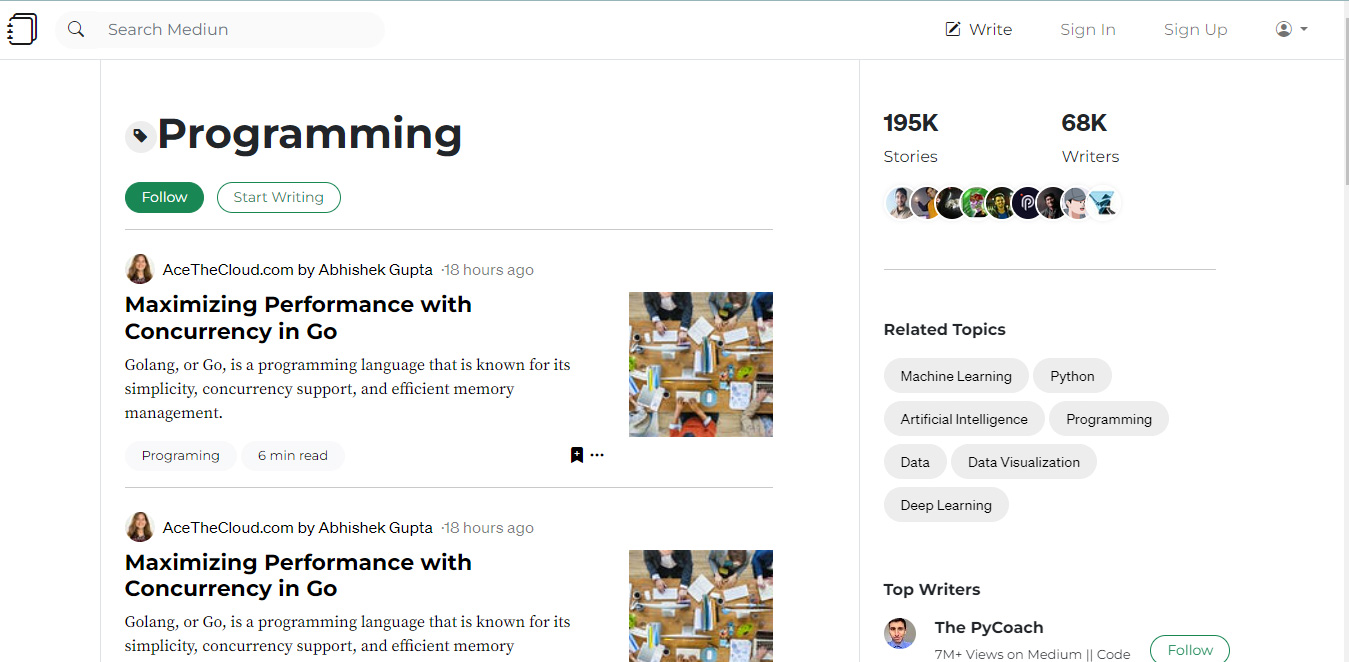 Search Mediun
Write
Sign In
Sign Up
Programming
Follow
Start Writing
AceTheCloud.com by Abhishek Gupta ·18 hours ago
Maximizing Performance with
Concurrency in Go
Golang, or Go, is a programming language that is known for its
simplicity, concurrency support, and efficient memory
management.
Programing
6 min read
AceTheCloud.com by Abhishek Gupta ·18 hours ago
Maximizing Performance with
Concurrency in Go
Golang, or Go, is a programming language that is known for its
simplicity, concurrency support, and efficient memory
195K
68K
Stories
Writers
Related Topics
Machine Learning
Python
Artificial Intelligence
Programming
Data
Data Visualization
Deep Learning
Top Writers
The PyCoach
7M+ Views on Medium || Code
Follow